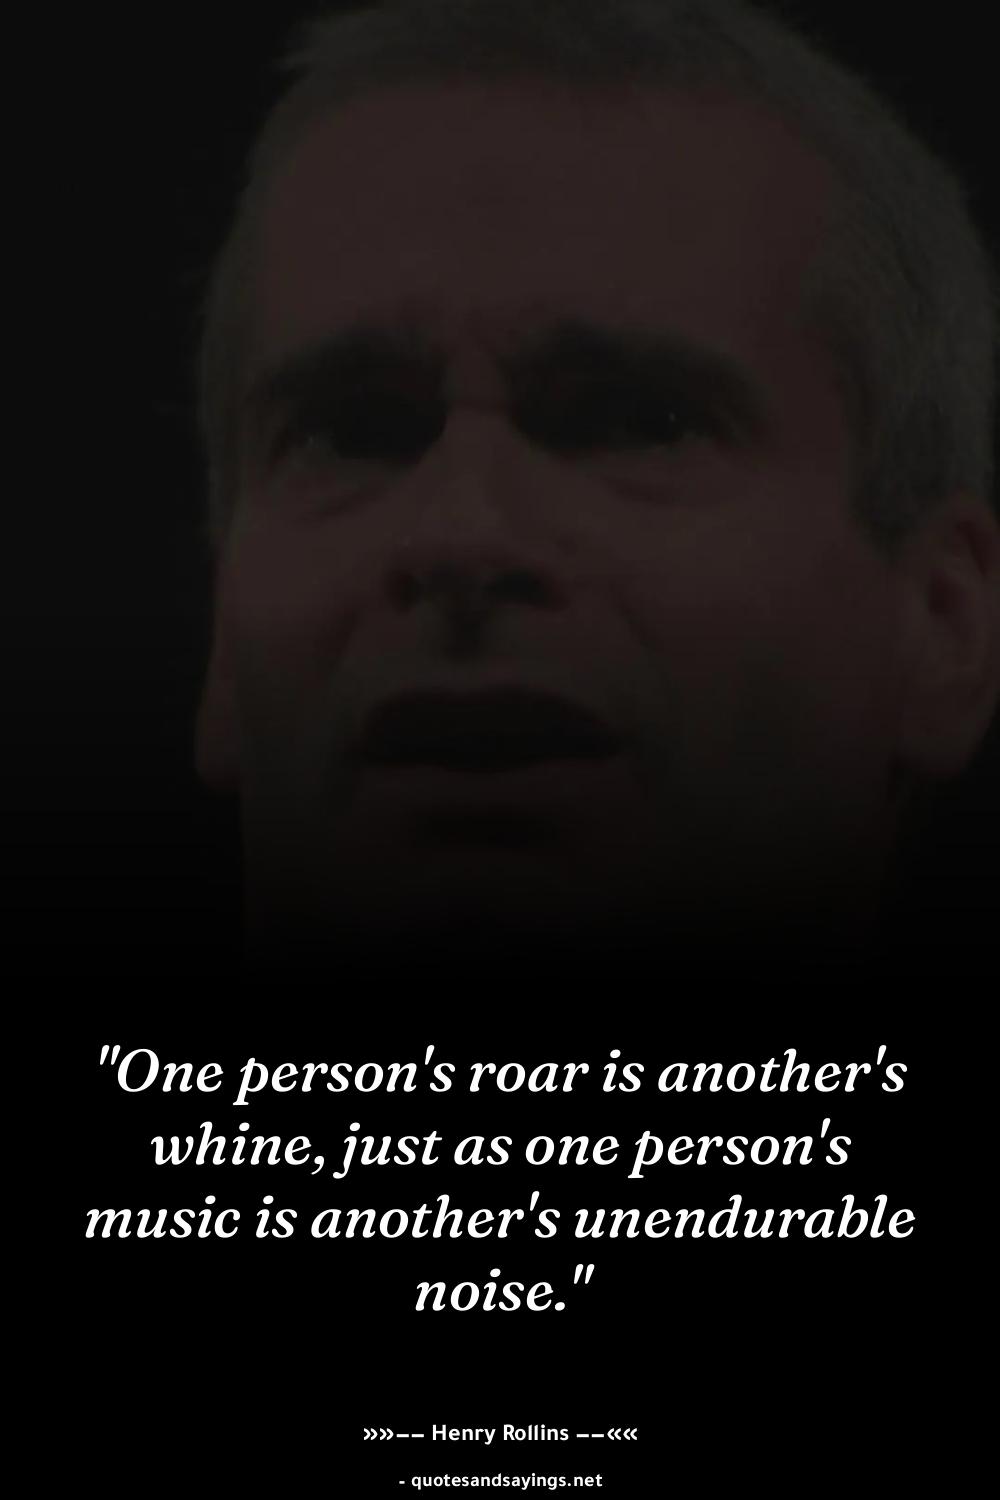 "One person's roar is another's
whine, just as one person's
music is another's unendurable
noise."
»»–– Henry Rollins ––««
- quotesandsayings.net